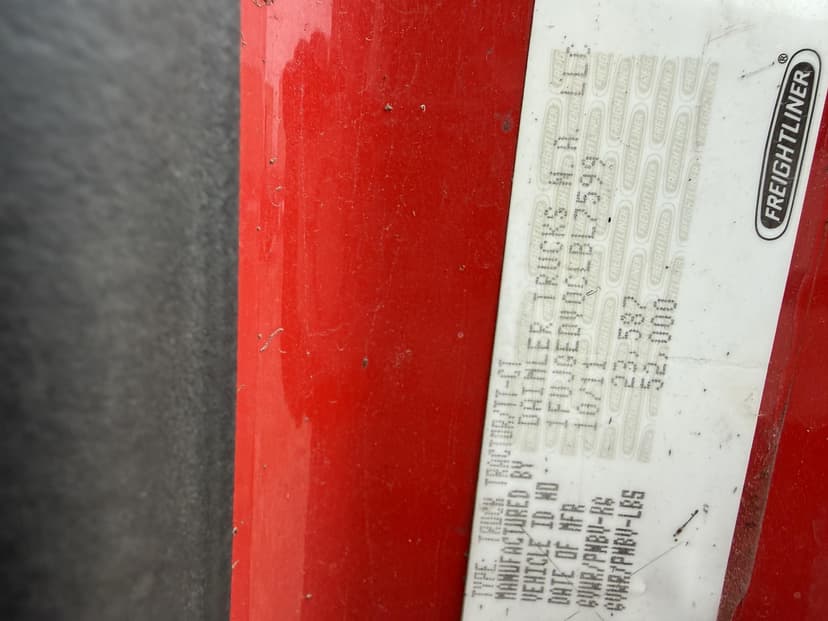 FREIGHTLINER®
TYPE: TRUCK TRACTOR/TT-CT
MANUFACTURED BY DAIMLER TRUCKS N.A. LLC
VEHICLE ID NO 1FUJGEDV0CLBL7599
DATE OF MFR 10/11
GVWR/PNBV-KG 23,587
GVWR/PNBV-LBS 52,000